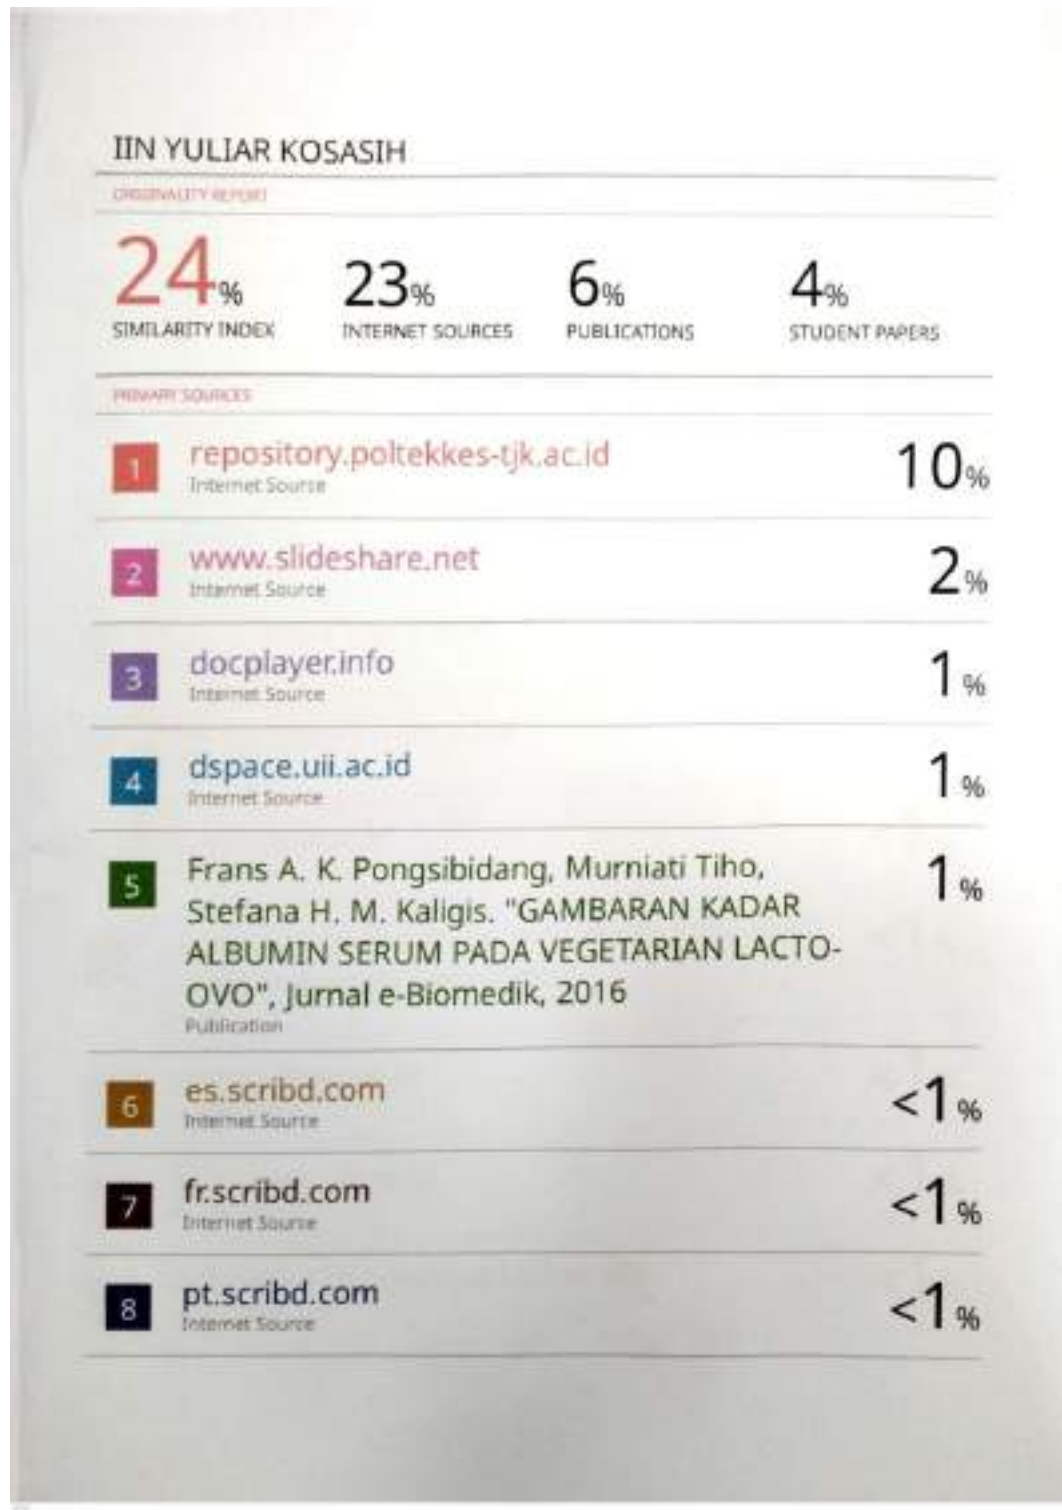 IIN YULIAR KOSASIH
ORIGINALITY REPORT
24%
SIMILARITY INDEX
23%
INTERNET SOURCES
6%
PUBLICATIONS
4%
STUDENT PAPERS
PRIMARY SOURCES
1 repository.poltekkes-tjk.ac.id 10%
Internet Source
2 www.slideshare.net 2%
Internet Source
3 docplayer.info 1%
Internet Source
4 dspace.uii.ac.id 1%
Internet Source
5 Frans A. K. Pongsibidang, Murniati Tiho, 1%
Stefana H. M. Kaligis. "GAMBARAN KADAR
ALBUMIN SERUM PADA VEGETARIAN LACTO-
OVO", Jurnal e-Biomedik, 2016
Publication
6 es.scribd.com <1%
Internet Source
7 fr.scribd.com <1%
Internet Source
8 pt.scribd.com <1%
Internet Source